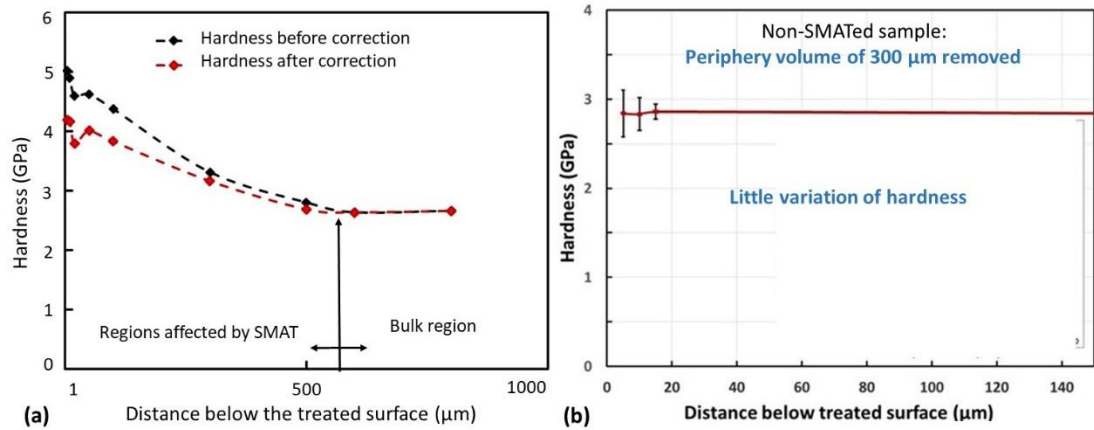 6
5
4
3
2
1
0
Hardness (GPa)
Hardness before correction
Hardness after correction
Regions affected by SMAT
Bulk region
1
500
1000
(a)
Distance below the treated surface (µm)
4
3
2
1
0
Hardness (GPa)
Non-SMATed sample:
Periphery volume of 300 µm removed
Little variation of hardness
0
20
40
60
80
100
120
140
(b)
Distance below treated surface (µm)